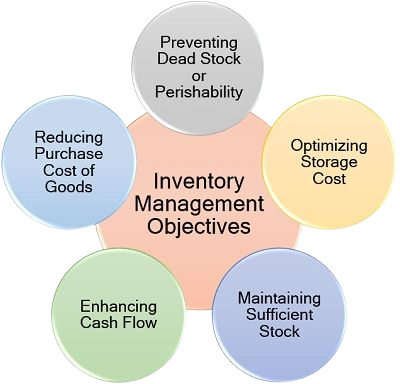 Preventing
Dead Stock
or
Perishability
Reducing
Purchase
Cost of
Goods
Optimizing
Storage
Cost
Inventory
Management
Objectives
Enhancing
Cash Flow
Maintaining
Sufficient
Stock